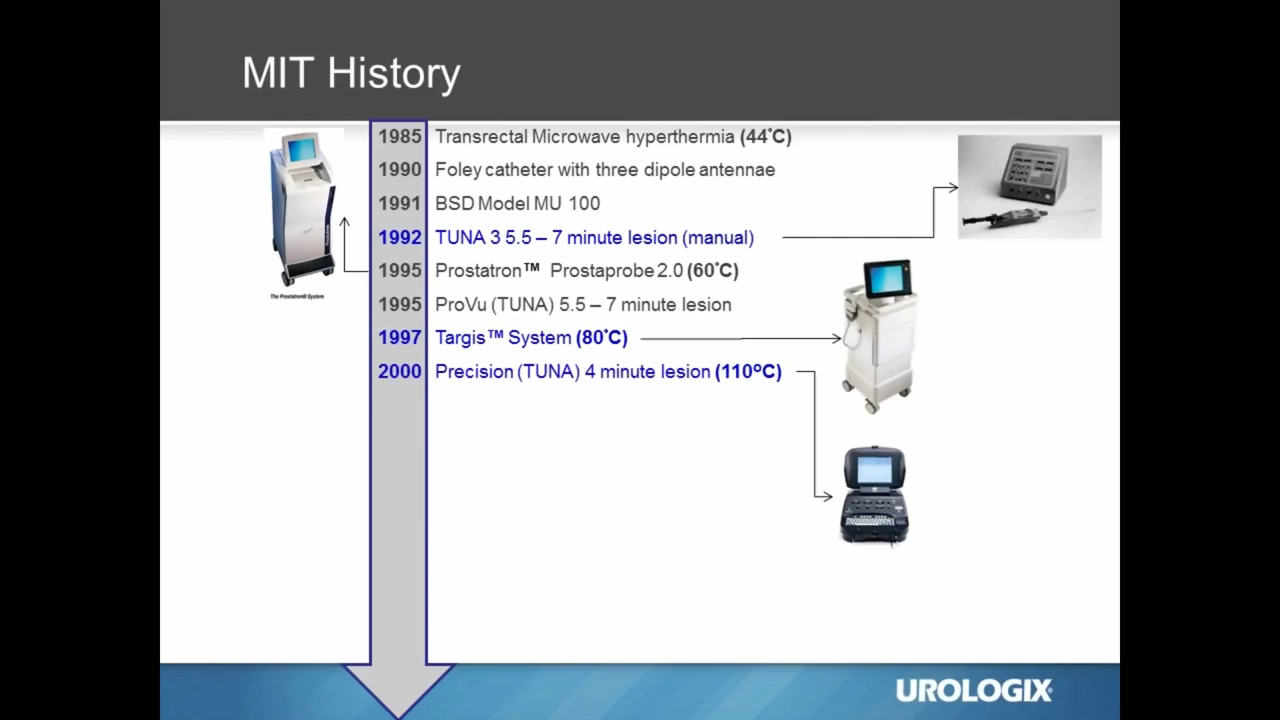 MIT History
1985 Transrectal Microwave hyperthermia (44°C)
1990 Foley catheter with three dipole antennae
1991 BSD Model MU 100
1992 TUNA 3 5.5 – 7 minute lesion (manual)
1995 Prostatron™ Prostaprobe 2.0 (60°C)
1995 ProVu (TUNA) 5.5 – 7 minute lesion
1997 Targis™ System (80°C)
2000 Precision (TUNA) 4 minute lesion (110°C)
The Prostatron® System
UROLOGIX